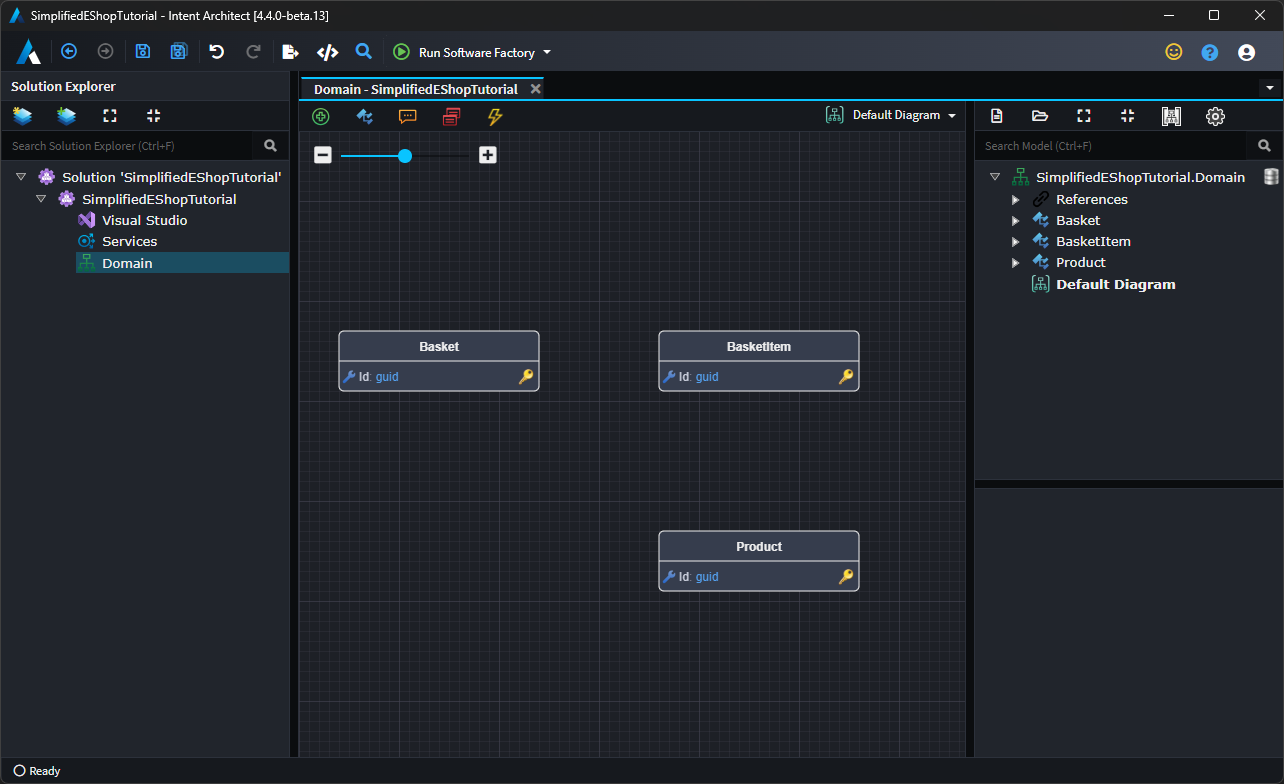 SimplifiedEShopTutorial - Intent Architect [4.4.0-beta.13]
Run Software Factory
Solution Explorer
Search Solution Explorer (Ctrl+F)
Solution 'SimplifiedEShopTutorial'
SimplifiedEShopTutorial
Visual Studio
Services
Domain
Domain - SimplifiedEShopTutorial
Default Diagram
Basket
Id: guid
BasketItem
Id: guid
Product
Id: guid
Search Model (Ctrl+F)
SimplifiedEShopTutorial.Domain
References
Basket
BasketItem
Product
Default Diagram
Ready